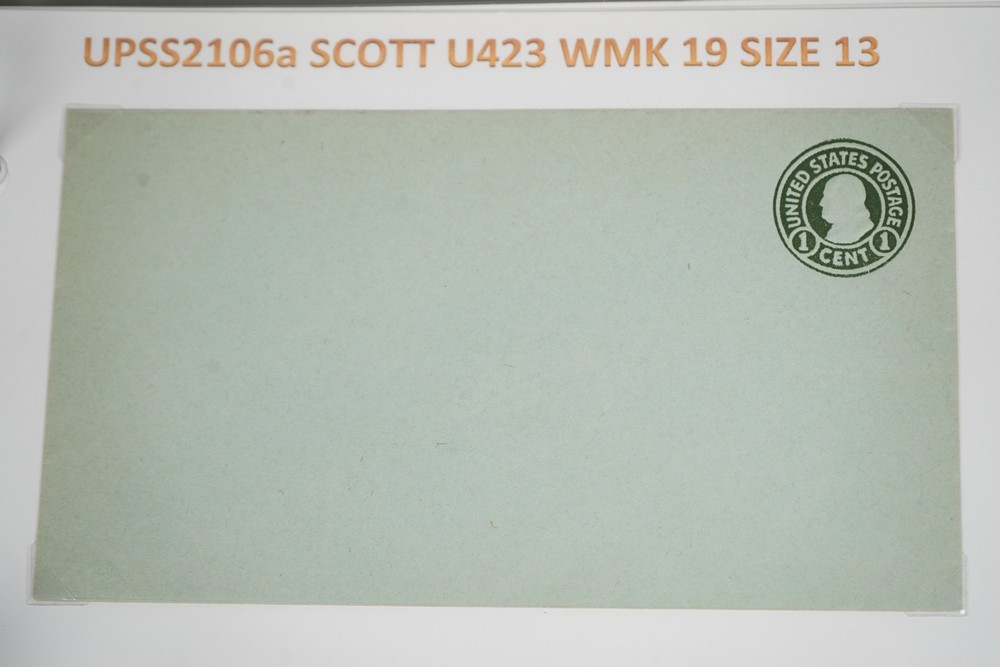 UPSS2106a SCOTT U423 WMK 19 SIZE 13
UNITED STATES POSTAGE
1 CENT 1